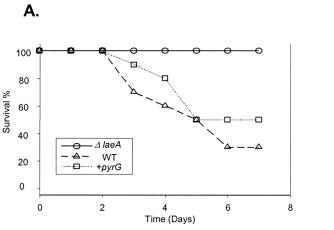 A.
Survival %
100
80
60
40
20
0
Δ laeA
WT
+pyrG
0 2 4 6 8
Time (Days)